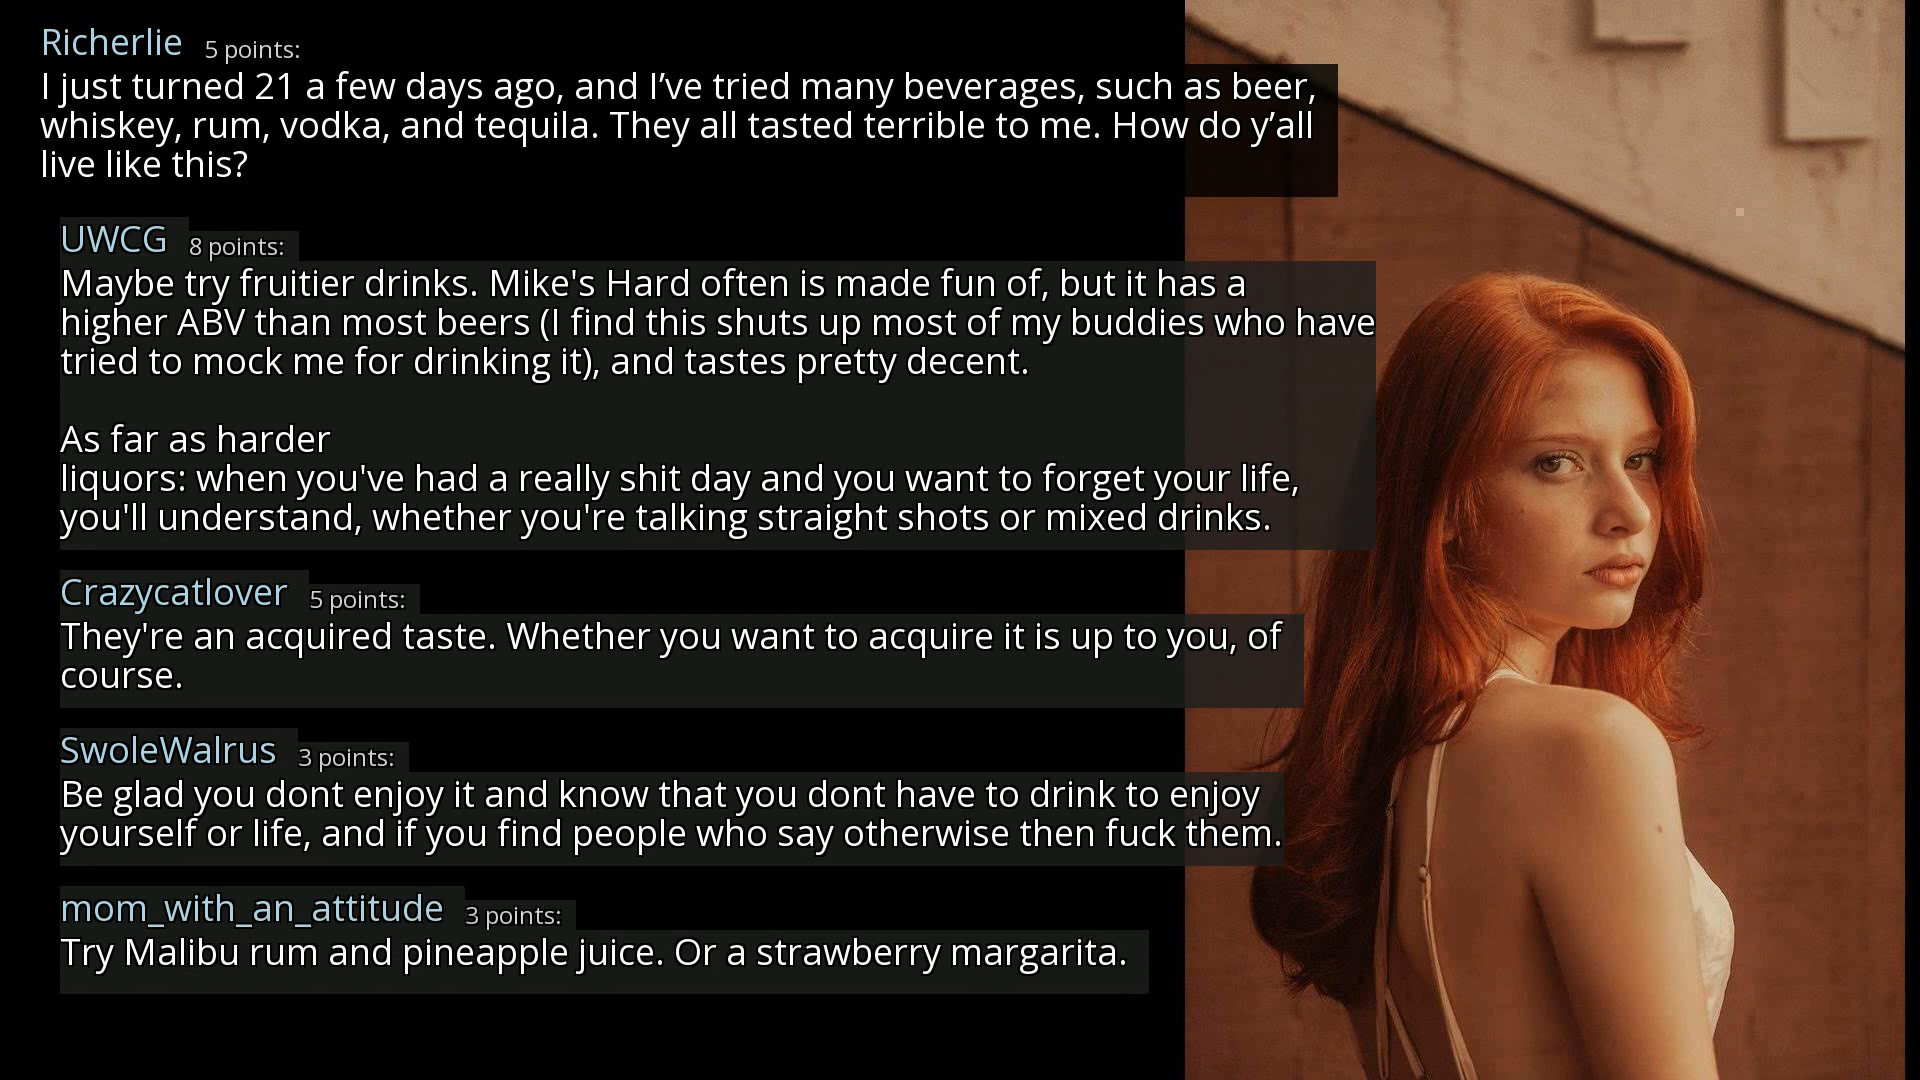 Richerlie 5 points:
I just turned 21 a few days ago, and I’ve tried many beverages, such as beer,
whiskey, rum, vodka, and tequila. They all tasted terrible to me. How do y’all
live like this?
UWCG 8 points:
Maybe try fruitier drinks. Mike's Hard often is made fun of, but it has a
higher ABV than most beers (I find this shuts up most of my buddies who have
tried to mock me for drinking it), and tastes pretty decent.
As far as harder
liquors: when you've had a really shit day and you want to forget your life,
you'll understand, whether you're talking straight shots or mixed drinks.
Crazycatlover 5 points:
They're an acquired taste. Whether you want to acquire it is up to you, of
course.
SwoleWalrus 3 points:
Be glad you dont enjoy it and know that you dont have to drink to enjoy
yourself or life, and if you find people who say otherwise then fuck them.
mom_with_an_attitude 3 points:
Try Malibu rum and pineapple juice. Or a strawberry margarita.